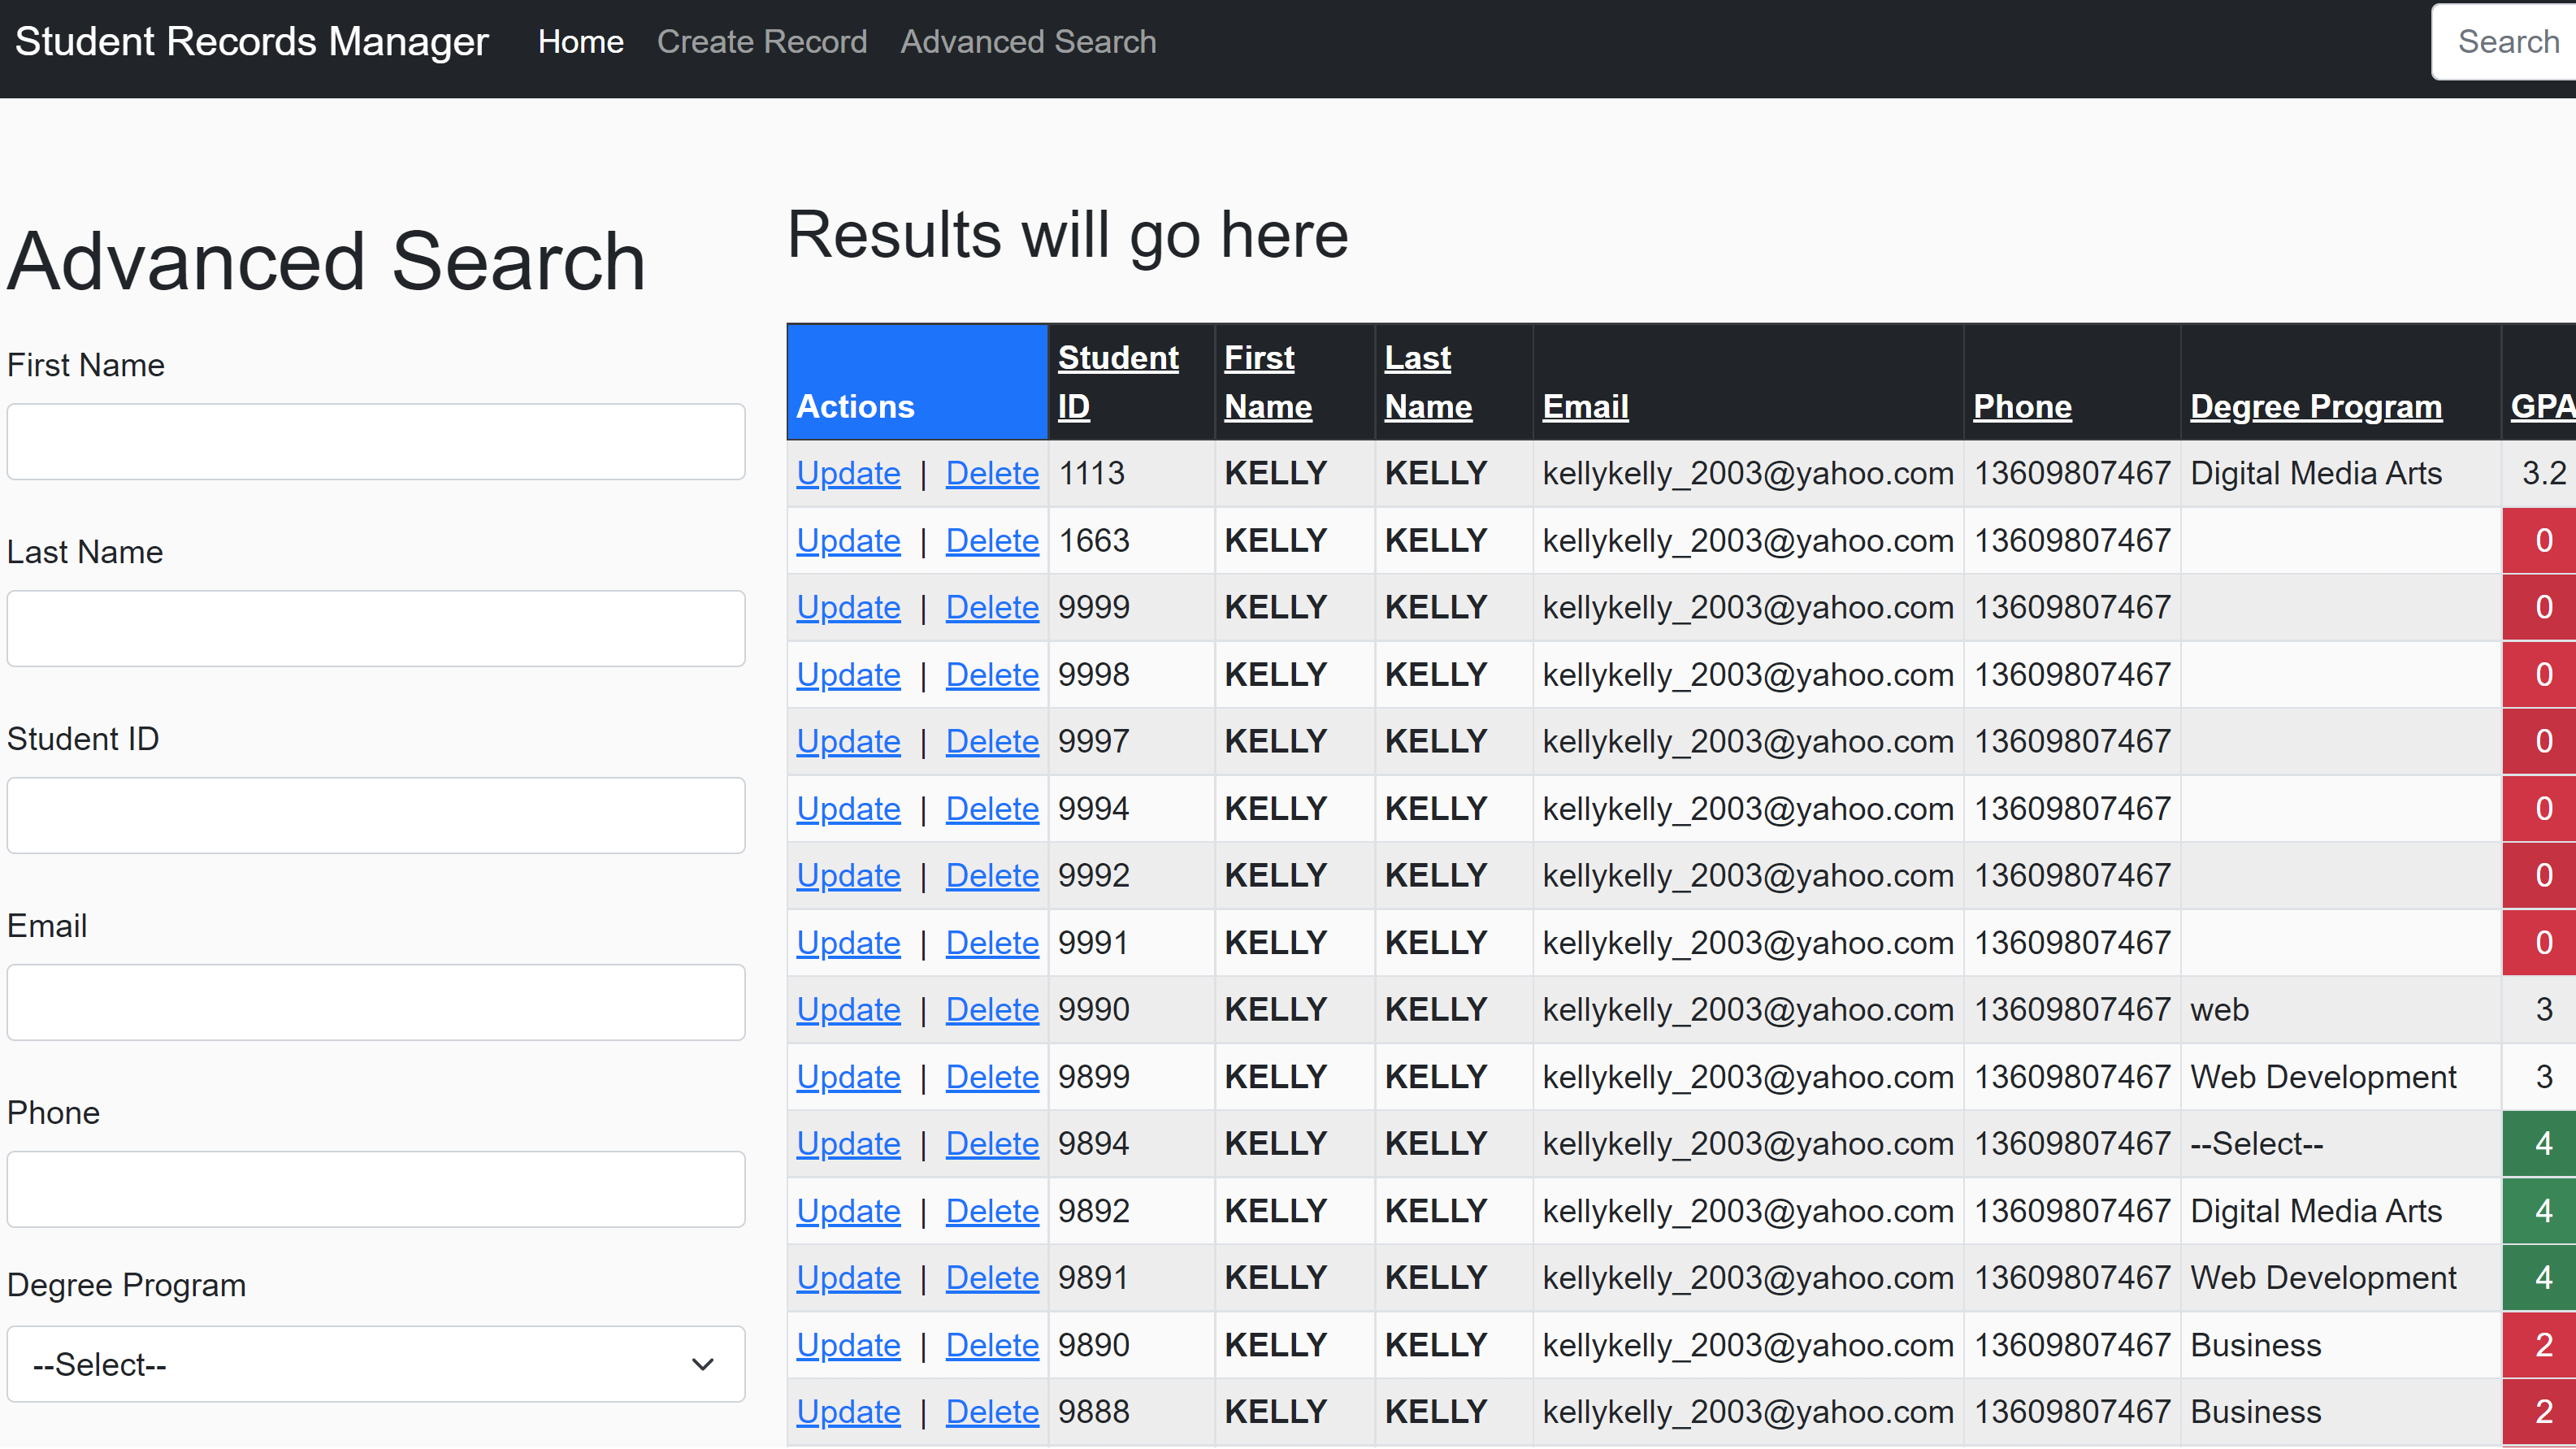 Student Records Manager Home Create Record Advanced Search Search
Advanced Search
First Name
Last Name
Student ID
Email
Phone
Degree Program
--Select--
Results will go here
Actions Student ID First Name Last Name Email Phone Degree Program GPA
Update | Delete 1113 KELLY KELLY kellykelly_2003@yahoo.com 13609807467 Digital Media Arts 3.2
Update | Delete 1663 KELLY KELLY kellykelly_2003@yahoo.com 13609807467 0
Update | Delete 9999 KELLY KELLY kellykelly_2003@yahoo.com 13609807467 0
Update | Delete 9998 KELLY KELLY kellykelly_2003@yahoo.com 13609807467 0
Update | Delete 9997 KELLY KELLY kellykelly_2003@yahoo.com 13609807467 0
Update | Delete 9994 KELLY KELLY kellykelly_2003@yahoo.com 13609807467 0
Update | Delete 9992 KELLY KELLY kellykelly_2003@yahoo.com 13609807467 0
Update | Delete 9991 KELLY KELLY kellykelly_2003@yahoo.com 13609807467 0
Update | Delete 9990 KELLY KELLY kellykelly_2003@yahoo.com 13609807467 web 3
Update | Delete 9899 KELLY KELLY kellykelly_2003@yahoo.com 13609807467 Web Development 3
Update | Delete 9894 KELLY KELLY kellykelly_2003@yahoo.com 13609807467 --Select-- 4
Update | Delete 9892 KELLY KELLY kellykelly_2003@yahoo.com 13609807467 Digital Media Arts 4
Update | Delete 9891 KELLY KELLY kellykelly_2003@yahoo.com 13609807467 Web Development 4
Update | Delete 9890 KELLY KELLY kellykelly_2003@yahoo.com 13609807467 Business 2
Update | Delete 9888 KELLY KELLY kellykelly_2003@yahoo.com 13609807467 Business 2